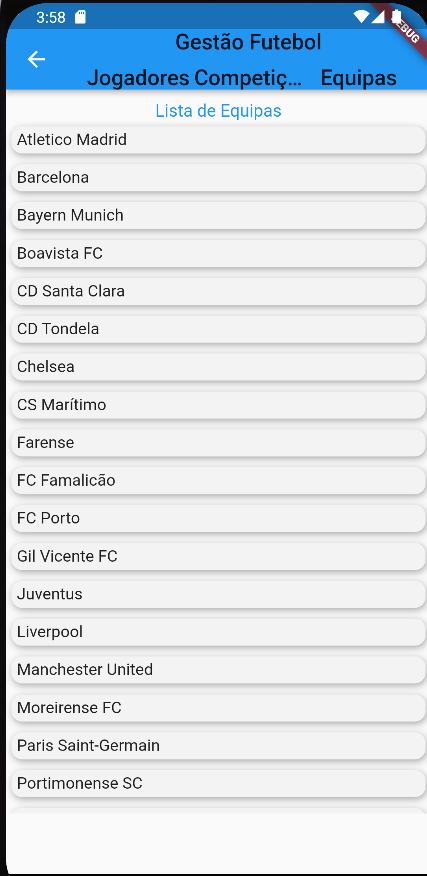 3:58
Gestão Futebol
Jogadores Competiç... Equipas
Lista de Equipas
Atletico Madrid
Barcelona
Bayern Munich
Boavista FC
CD Santa Clara
CD Tondela
Chelsea
CS Marítimo
Farense
FC Famalicão
FC Porto
Gil Vicente FC
Juventus
Liverpool
Manchester United
Moreirense FC
Paris Saint-Germain
Portimonense SC